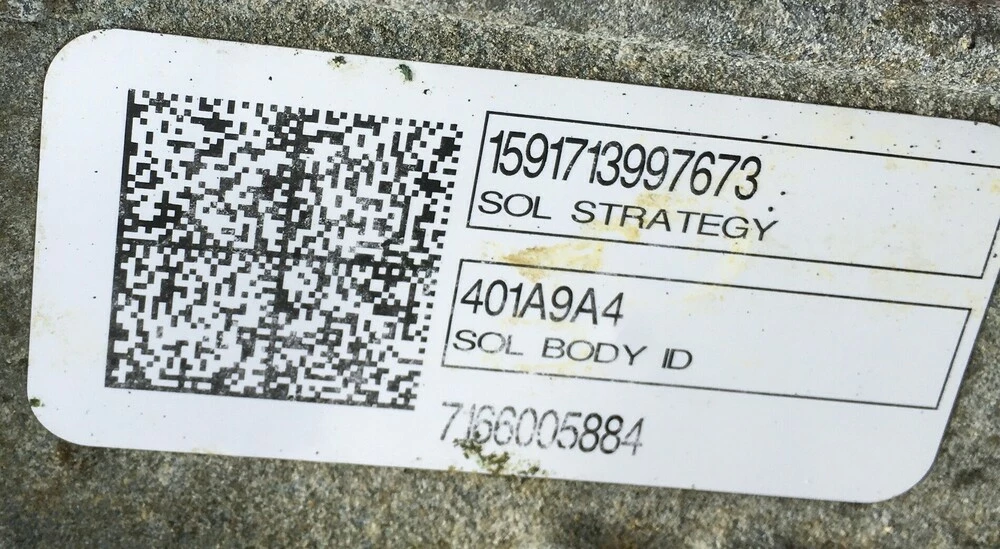 1591713997673
SOL STRATEGY
401A9A4
SOL BODY ID
7166005884